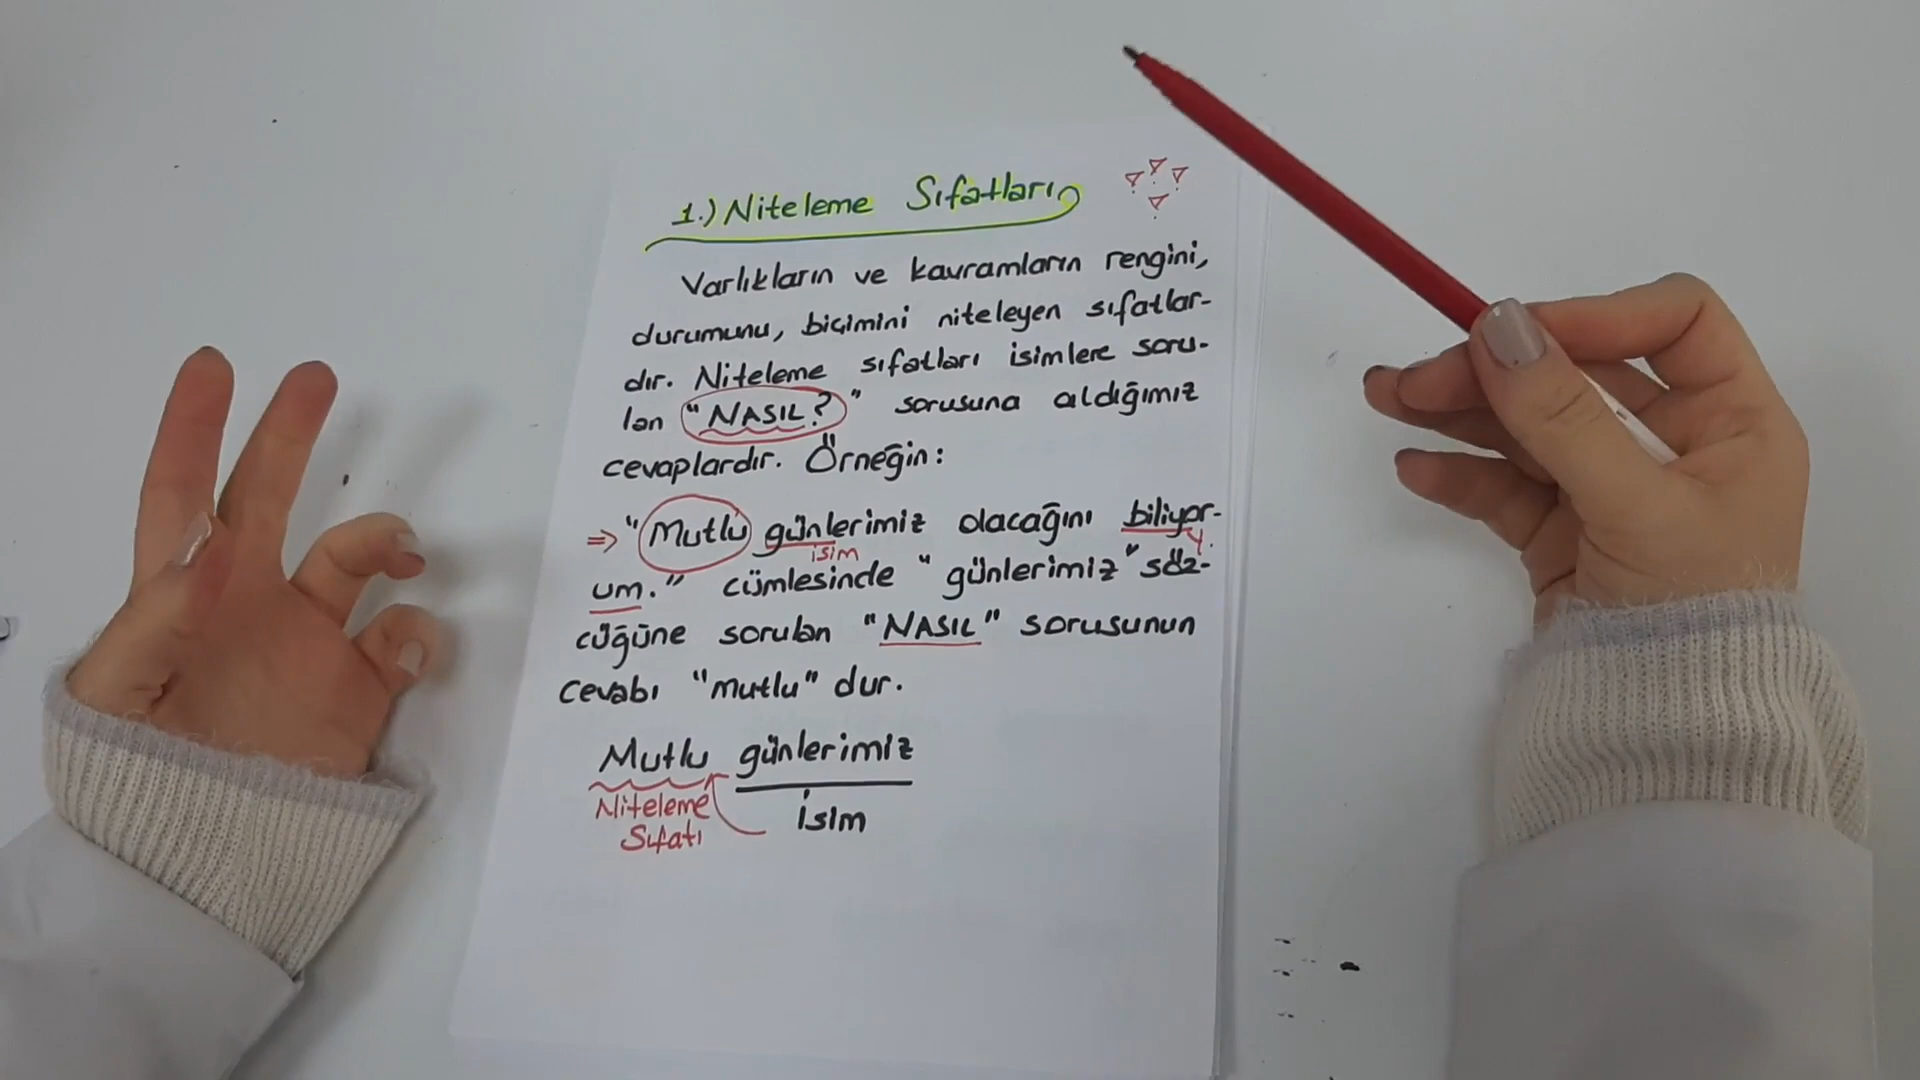 1.) Niteleme Sıfatları
Varlıkların ve kavramların rengini,
durumunu, biçimini niteleyen sıfatlar-
dır. Niteleme sıfatları isimlere soru-
lan "NASIL?" sorusuna aldığımız
cevaplardır. Örneğin:
⇒ "Mutlu günlerimiz olacağını biliyor-
isim Y.
um." cümlesinde "günlerimiz" söz-
cüğüne sorulan "NASIL" sorusunun
cevabı "mutlu" dur.
Mutlu günlerimiz
Niteleme İsim
Sıfatı